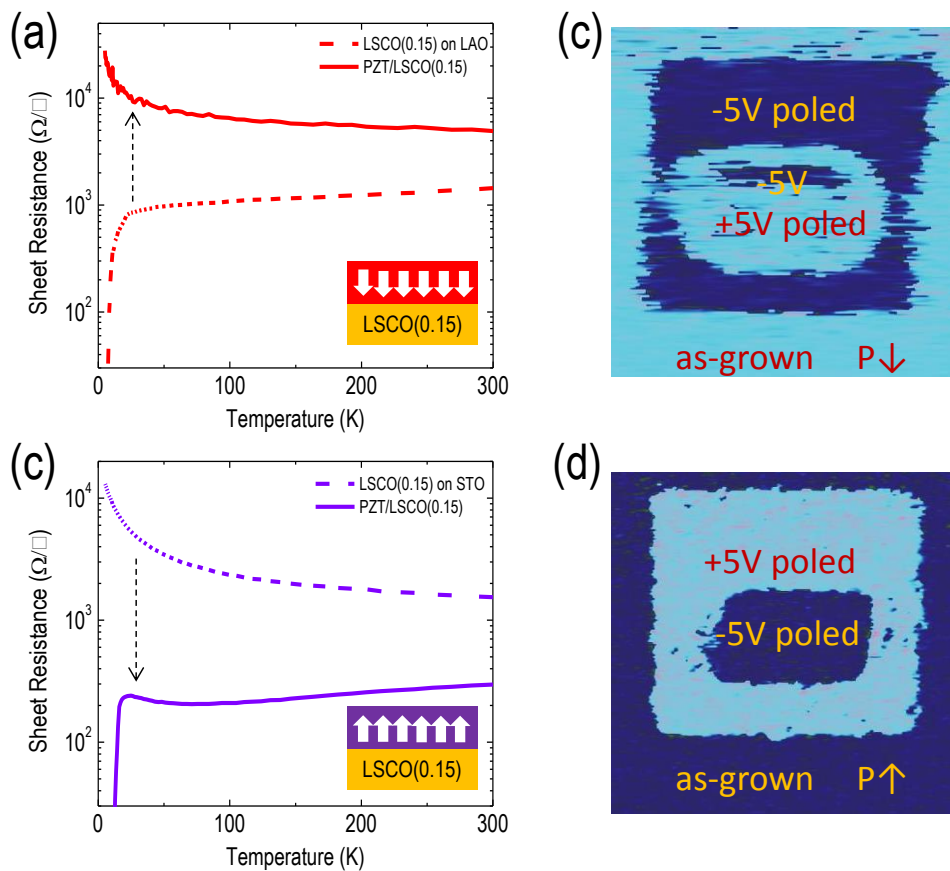 (a)
LSCO(0.15) on LAO
PZT/LSCO(0.15)
10^4
10^3
10^2
Sheet Resistance (Ω/□)
LSCO(0.15)
0 100 200 300
Temperature (K)
(c)
-5V poled
-5V
+5V poled
as-grown P↓
(c)
LSCO(0.15) on STO
PZT/LSCO(0.15)
10^4
10^3
10^2
Sheet Resistance (Ω/□)
LSCO(0.15)
0 100 200 300
Temperature (K)
(d)
+5V poled
-5V poled
as-grown P↑